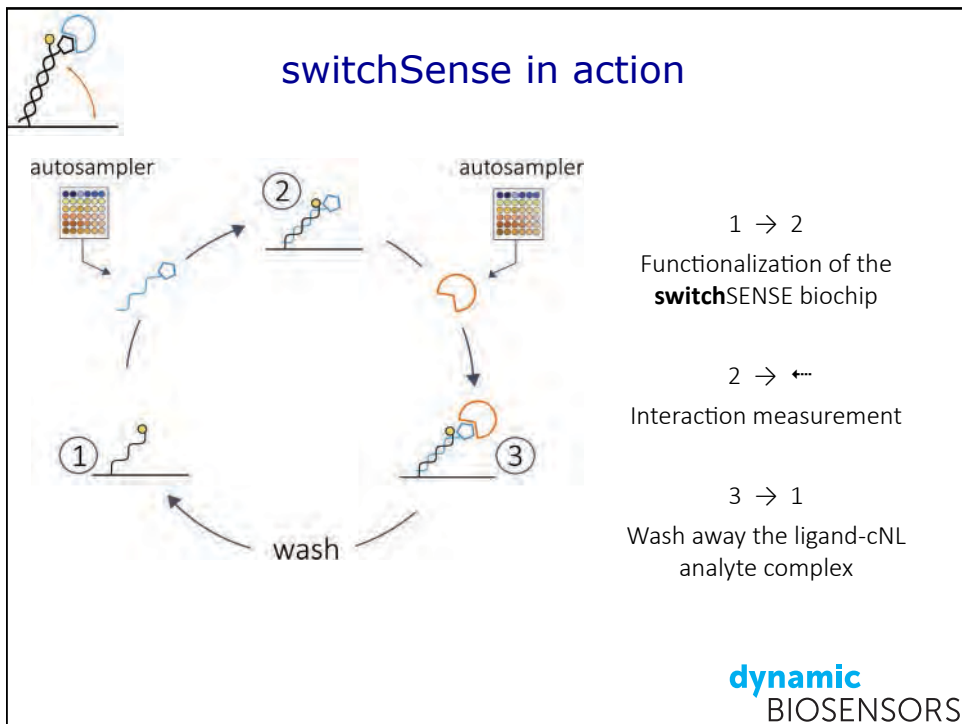 switchSense in action
autosampler
autosampler
2
1
3
wash
1 → 2
Functionalization of the
switchSENSE biochip
2 → ⇠
Interaction measurement
3 → 1
Wash away the ligand-cNL
analyte complex
dynamic
BIOSENSORS